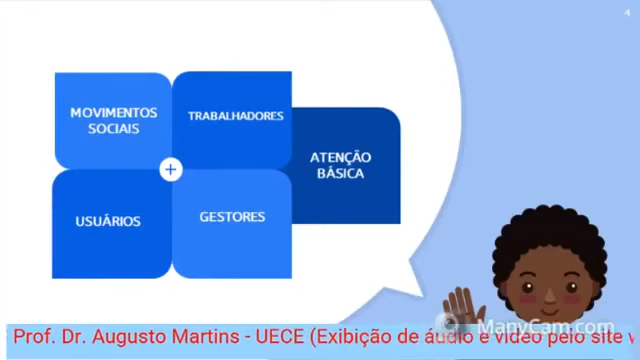 4
MOVIMENTOS
SOCIAIS
TRABALHADORES
ATENÇÃO
BÁSICA
USUÁRIOS
GESTORES
+
ManyCam.com
Prof. Dr. Augusto Martins - UECE (Exibição de áudio e vídeo pelo site